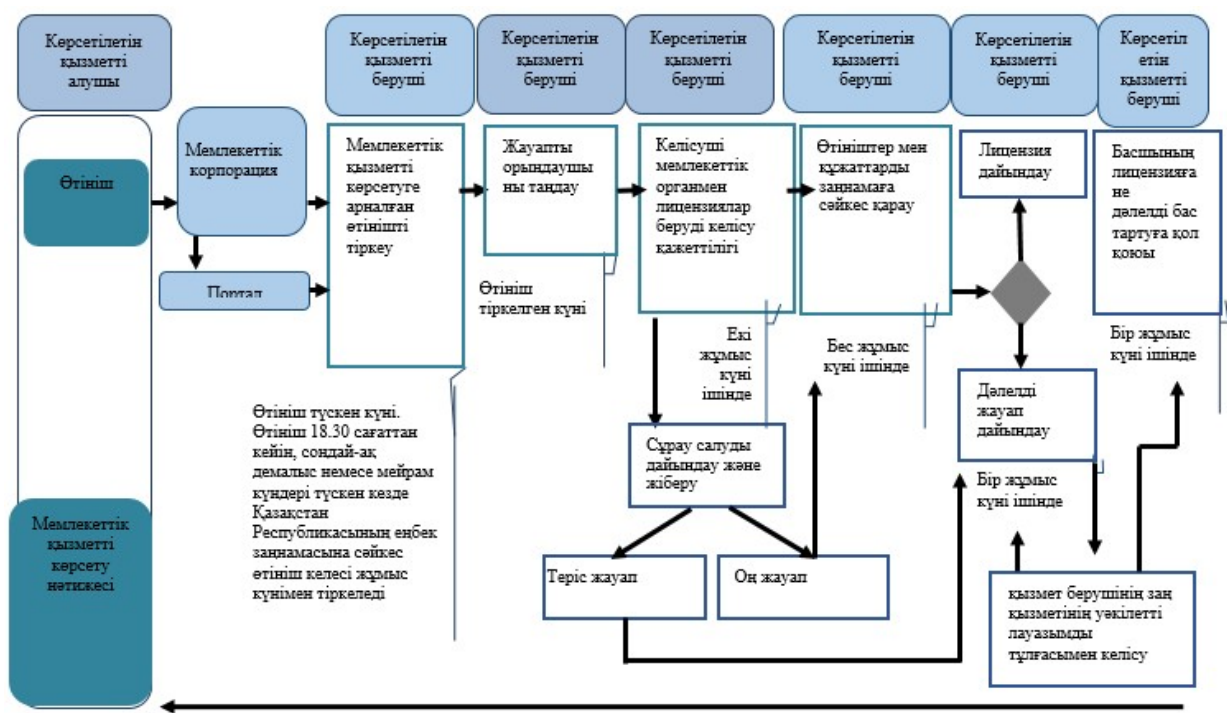 Көрсетілетін
қызметті
алушы
Көрсетілетін
қызметті
беруші
Көрсетілетін
қызметті
беруші
Көрсетілетін
қызметті беруші
Көрсетілетін
қызметті беруші
Көрсетілетін
қызметті беруші
Көрсетіл
етін
қызметті
беруші
Өтініш
Мемлекеттік
корпорация
Портал
Мемлекеттік
қызметті
көрсетуге
арналған
өтінішті
тіркеу
Жауапты
орындаушы
ны таңдау
Келісуші
мемлекеттік
органмен
лицензиялар
беруді келісу
қажеттілігі
Өтініштер мен
құжаттарды
заңнамаға
сәйкес қарау
Лицензия
дайындау
Басшының
лицензияға
не
дәлелді бас
тартуға қол
қоюы
Өтініш
тіркелген күні
Екі
жұмыс
күні
ішінде
Бес жұмыс
күні ішінде
Бір жұмыс
күні ішінде
Дәлелді
жауап
дайындау
Өтініш түскен күні.
Өтініш 18.30 сағаттан
кейін, сондай-ақ
демалыс немесе мейрам
күндері түскен кезде
Қазақстан
Республикасының еңбек
заңнамасына сәйкес
өтініш келесі жұмыс
күнімен тіркеледі
Сұрау салуды
дайындау және
жіберу
Бір жұмыс
күні ішінде
Мемлекеттік
қызметті
көрсету
нәтижесі
Теріс жауап
Оң жауап
қызмет берушінің заң
қызметінің уәкілетті
лауазымды
тұлғасымен келісу